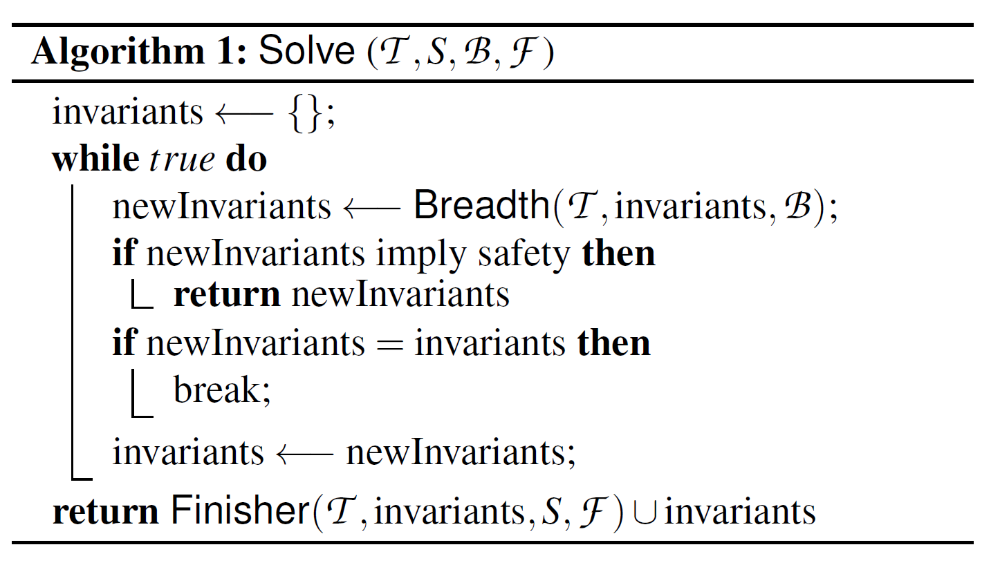 Algorithm 1: Solve (𝒯, S, ℬ, ℱ)
invariants ⟵ {};
while true do
newInvariants ⟵ Breadth(𝒯, invariants, ℬ);
if newInvariants imply safety then
return newInvariants
if newInvariants = invariants then
break;
invariants ⟵ newInvariants;
return Finisher(𝒯, invariants, S, ℱ) ∪ invariants